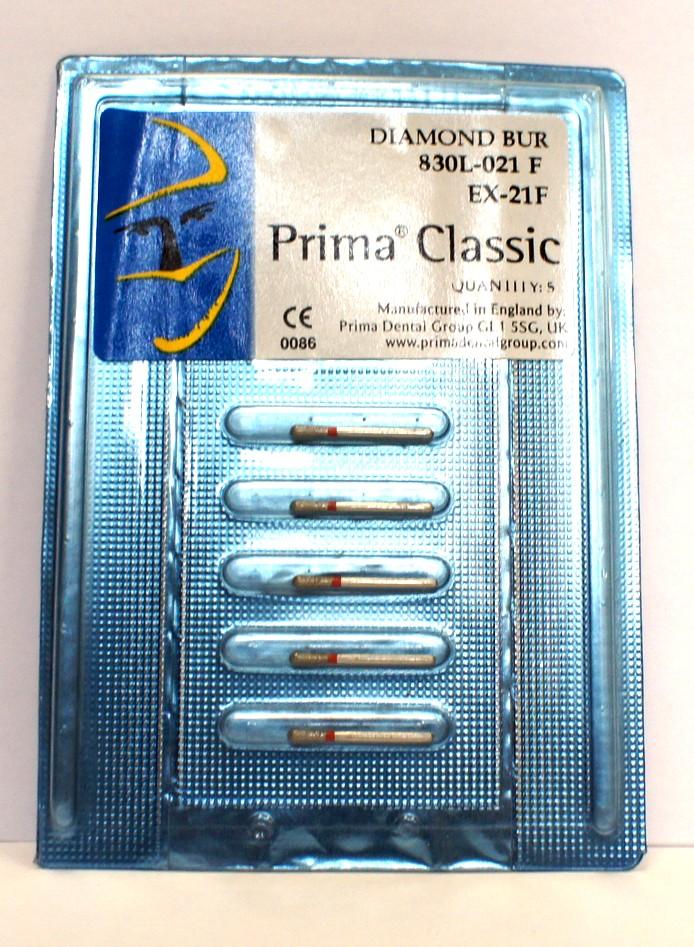 DIAMOND BUR
830L-021 F
EX-21F
Prima® Classic
QUANTITY: 5
CE
0086
Manufactured in England by:
Prima Dental Group GL1 5SG, UK
www.primadentalgroup.com